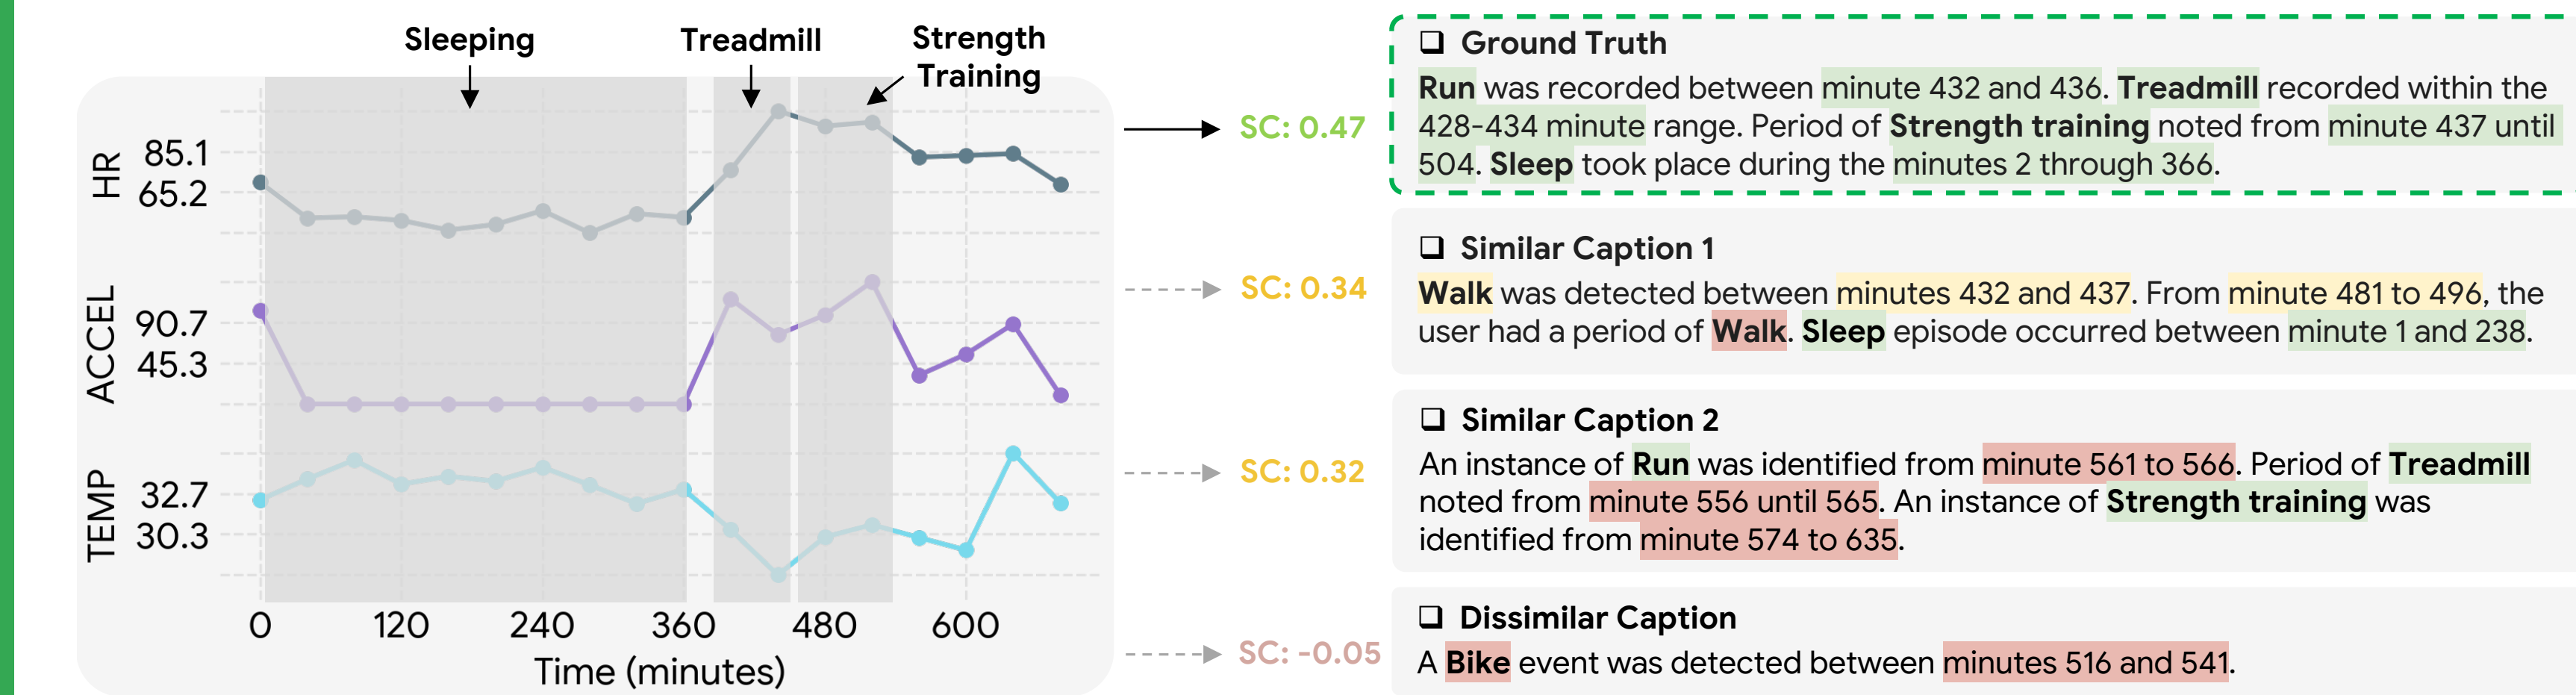 Sleeping
Treadmill
Strength
Training
HR
85.1
65.2
ACCEL
90.7
45.3
TEMP
32.7
30.3
0 120 240 360 480 600
Time (minutes)
SC: 0.47
SC: 0.34
SC: 0.32
SC: -0.05
❑ Ground Truth
Run was recorded between minute 432 and 436. Treadmill recorded within the
428-434 minute range. Period of Strength training noted from minute 437 until
504. Sleep took place during the minutes 2 through 366.
❑ Similar Caption 1
Walk was detected between minutes 432 and 437. From minute 481 to 496, the
user had a period of Walk. Sleep episode occurred between minute 1 and 238.
❑ Similar Caption 2
An instance of Run was identified from minute 561 to 566. Period of Treadmill
noted from minute 556 until 565. An instance of Strength training was
identified from minute 574 to 635.
❑ Dissimilar Caption
A Bike event was detected between minutes 516 and 541.